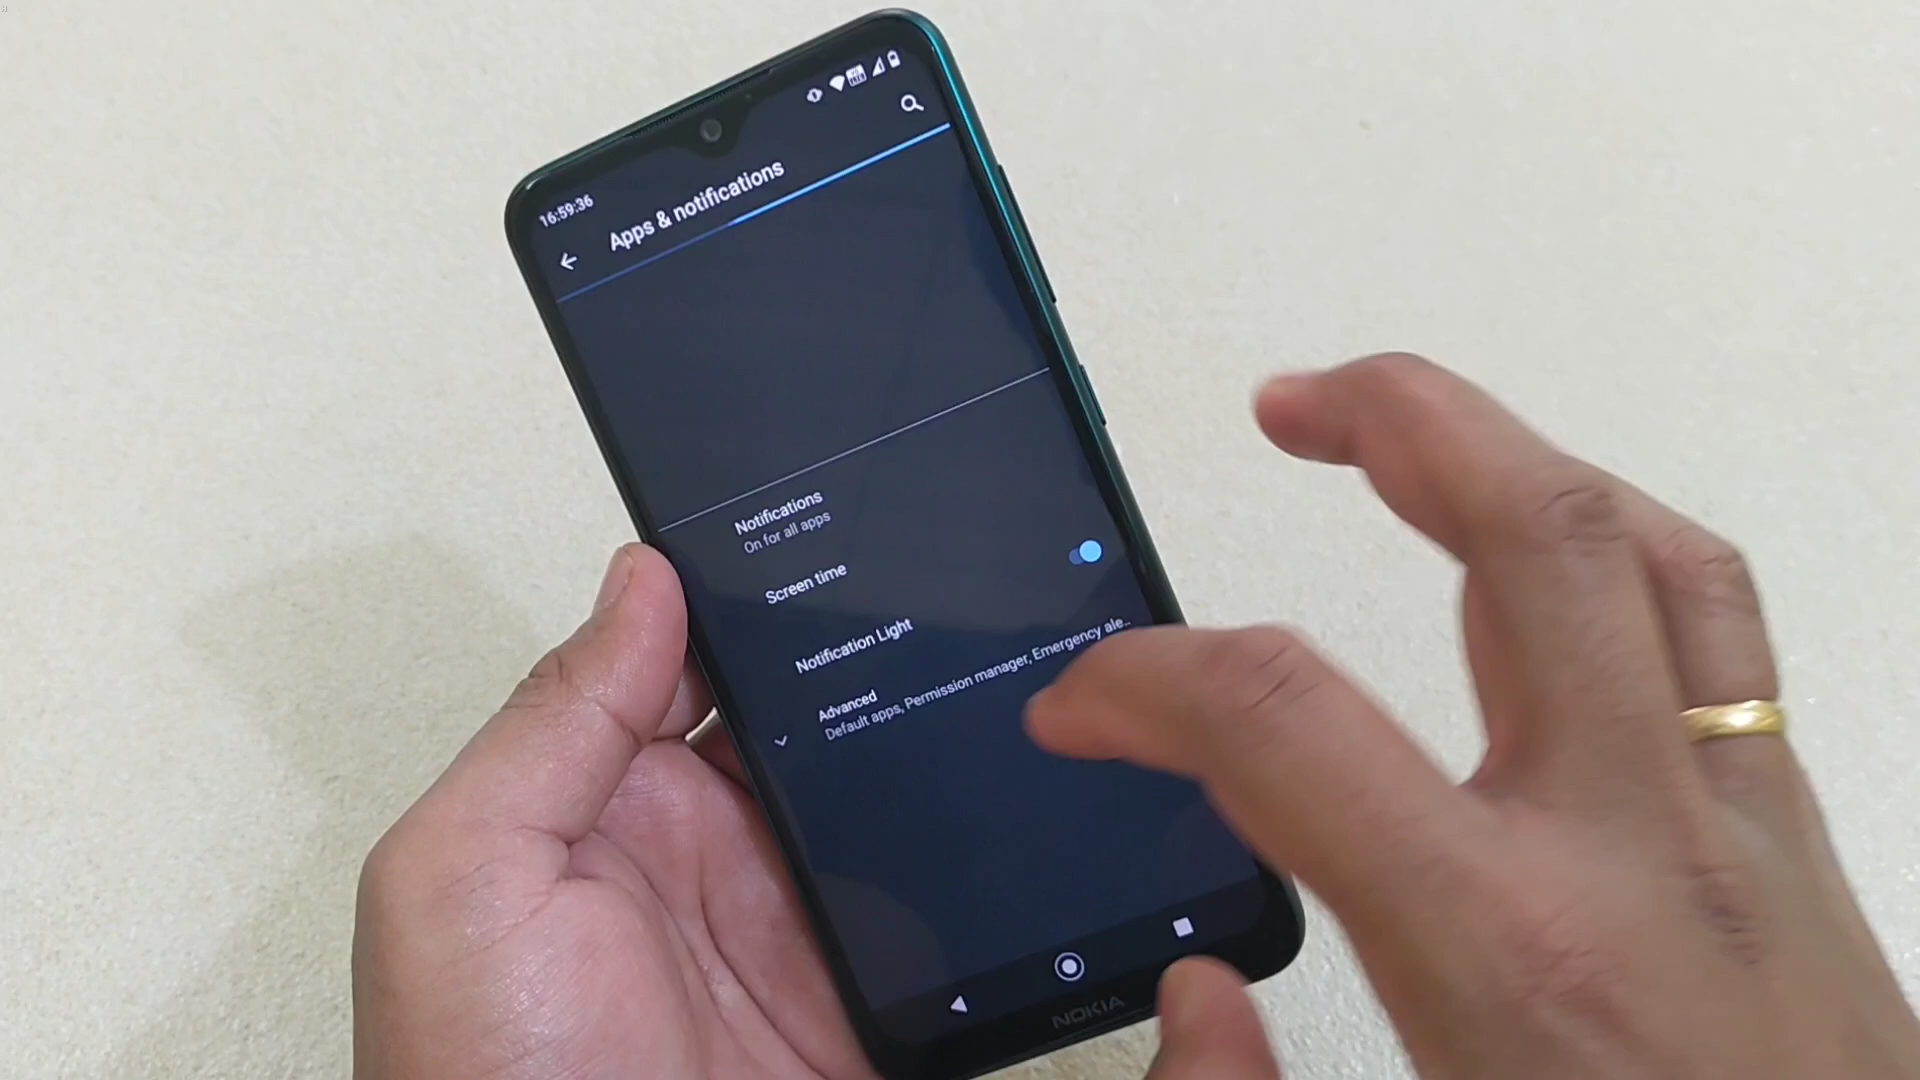 16:59:36
Apps & notifications
Notifications
On for all apps
Screen time
Notification Light
Advanced
Default apps, Permission manager, Emergency ale..
NOKIA